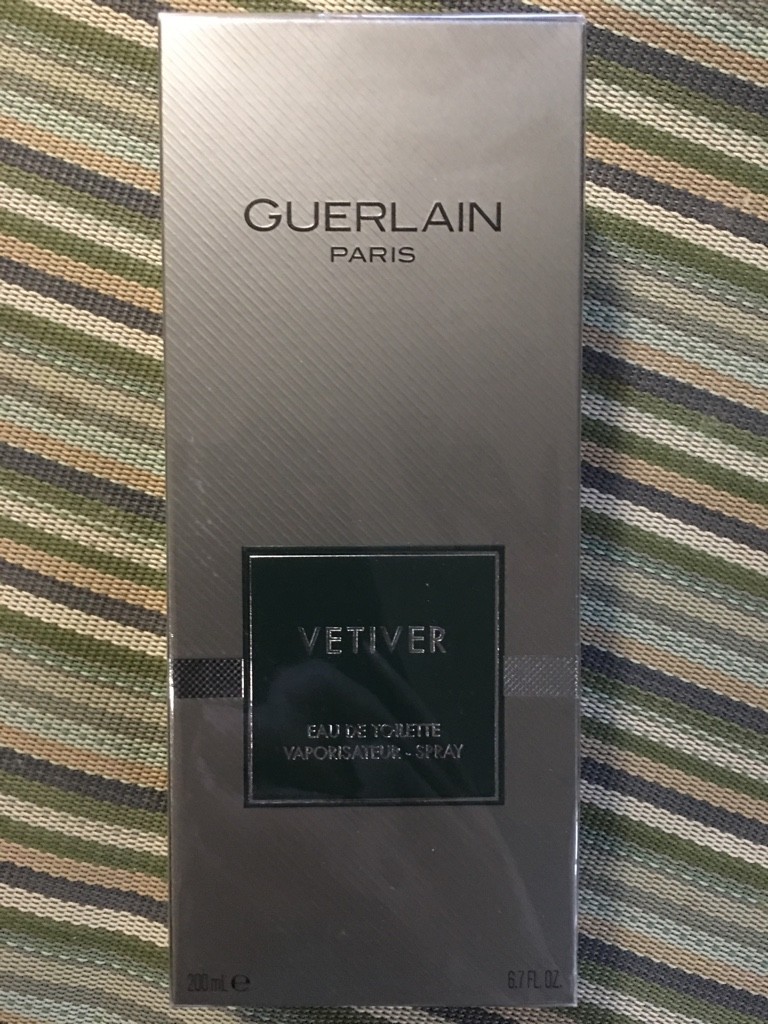 GUERLAIN
PARIS
VETIVER
EAU DE TOILETTE
VAPORISATEUR - SPRAY
200 mL ℮ 6.7 FL. OZ.